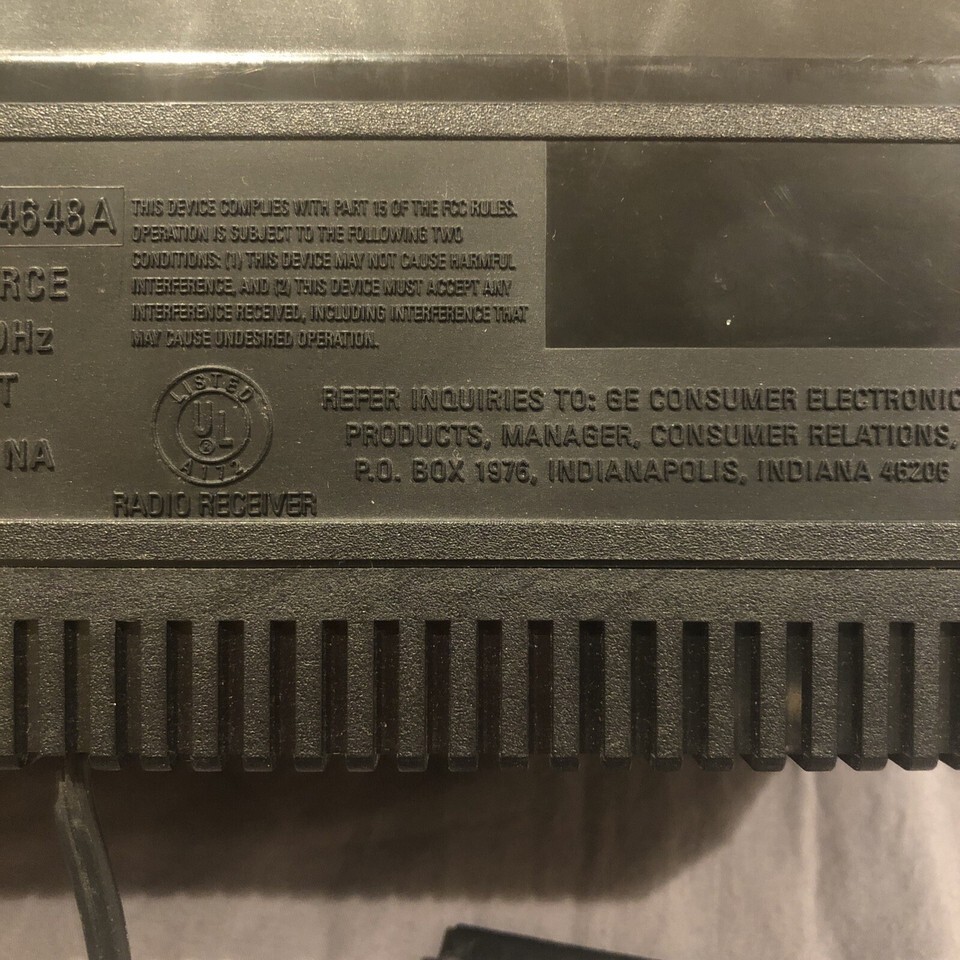 4648A
THIS DEVICE COMPLIES WITH PART 15 OF THE FCC RULES.
OPERATION IS SUBJECT TO THE FOLLOWING TWO
CONDITIONS: (1) THIS DEVICE MAY NOT CAUSE HARMFUL
INTERFERENCE, AND (2) THIS DEVICE MUST ACCEPT ANY
INTERFERENCE RECEIVED, INCLUDING INTERFERENCE THAT
MAY CAUSE UNDESIRED OPERATION.
RCE
0Hz
T
NA
LISTED
UL
A172
RADIO RECEIVER
REFER INQUIRIES TO: GE CONSUMER ELECTRONIC
PRODUCTS, MANAGER, CONSUMER RELATIONS,
P.O. BOX 1976, INDIANAPOLIS, INDIANA 46206